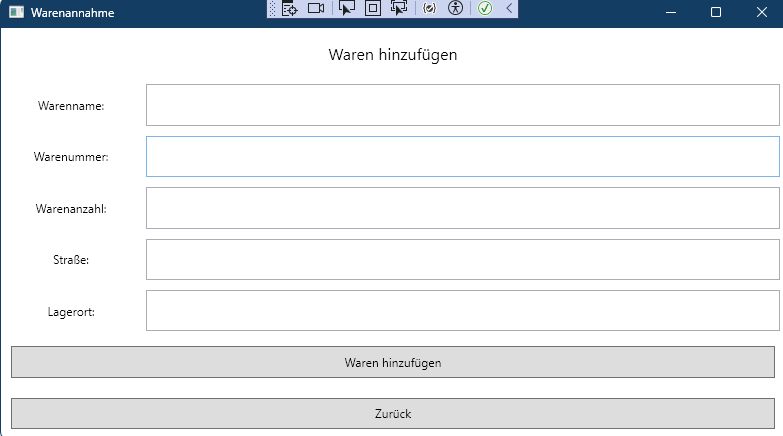 Warenannahme
Waren hinzufügen
Warenname:
Warenummer:
Warenanzahl:
Straße:
Lagerort:
Waren hinzufügen
Zurück